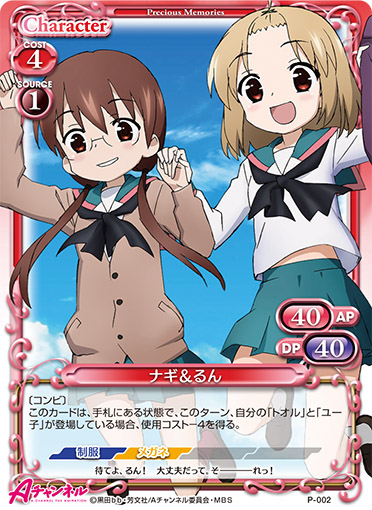 Precious Memories
Character
COST
4
SOURCE
1
40 AP
DP 40
ナギ&るん
[コンビ]
このカードは、手札にある状態で、このターン、自分の「トオル」と「ユー
子」が登場している場合、使用コスト－4を得る。
制服 メガネ
待てよ、るん! 大丈夫だって、そ―――れっ!
Aチャンネル
A CHANNEL THE ANIMATION
©黒田bb・芳文社/Aチャンネル委員会・MBS
P-002